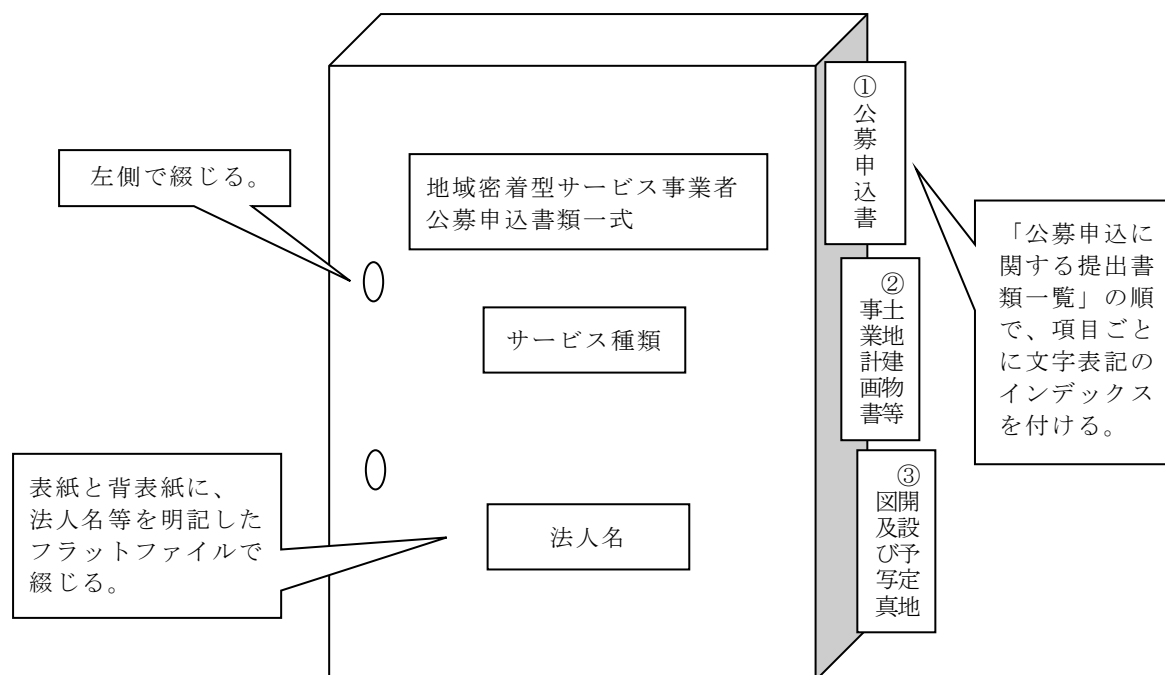 左側で綴じる。
地域密着型サービス事業者
公募申込書類一式
サービス種類
法人名
表紙と背表紙に、
法人名等を明記した
フラットファイルで
綴じる。
①公募申込書
②土地建物等
事業計画書
③開設予定地
図及び写真
「公募申込に
関する提出書
類一覧」の順
で、項目ごと
に文字表記の
インデックス
を付ける。